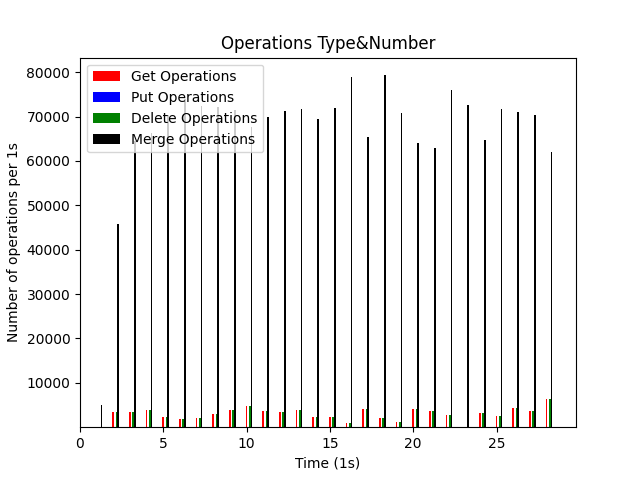 Operations Type&Number
80000
70000
60000
50000
40000
30000
20000
10000
Number of operations per 1s
Get Operations
Put Operations
Delete Operations
Merge Operations
0 5 10 15 20 25
Time (1s)